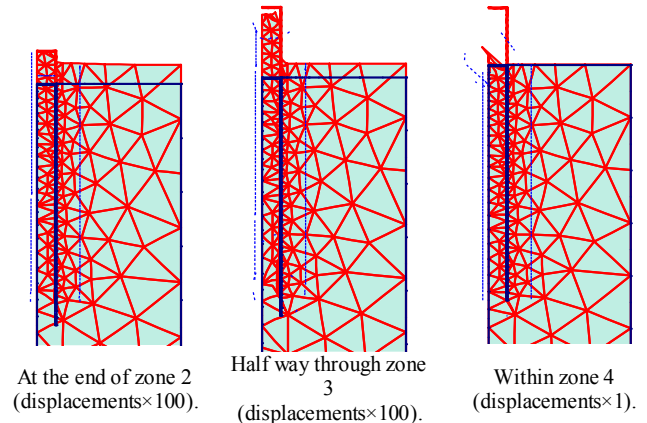 At the end of zone 2
(displacements×100).
Half way through zone
3
(displacements×100).
Within zone 4
(displacements×1).